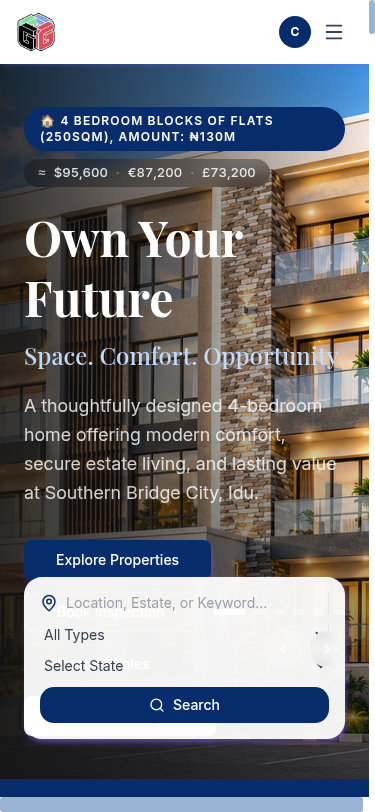 C
🏠 4 BEDROOM BLOCKS OF FLATS
(250SQM), AMOUNT: ₦130M
≈ $95,600 · €87,200 · £73,200
Own Your
Future
Space. Comfort. Opportunity.
A thoughtfully designed 4-bedroom
home offering modern comfort,
secure estate living, and lasting value
at Southern Bridge City, Idu.
Explore Properties
Location, Estate, or Keyword...
Book Inspection
All Types
Select State
Search